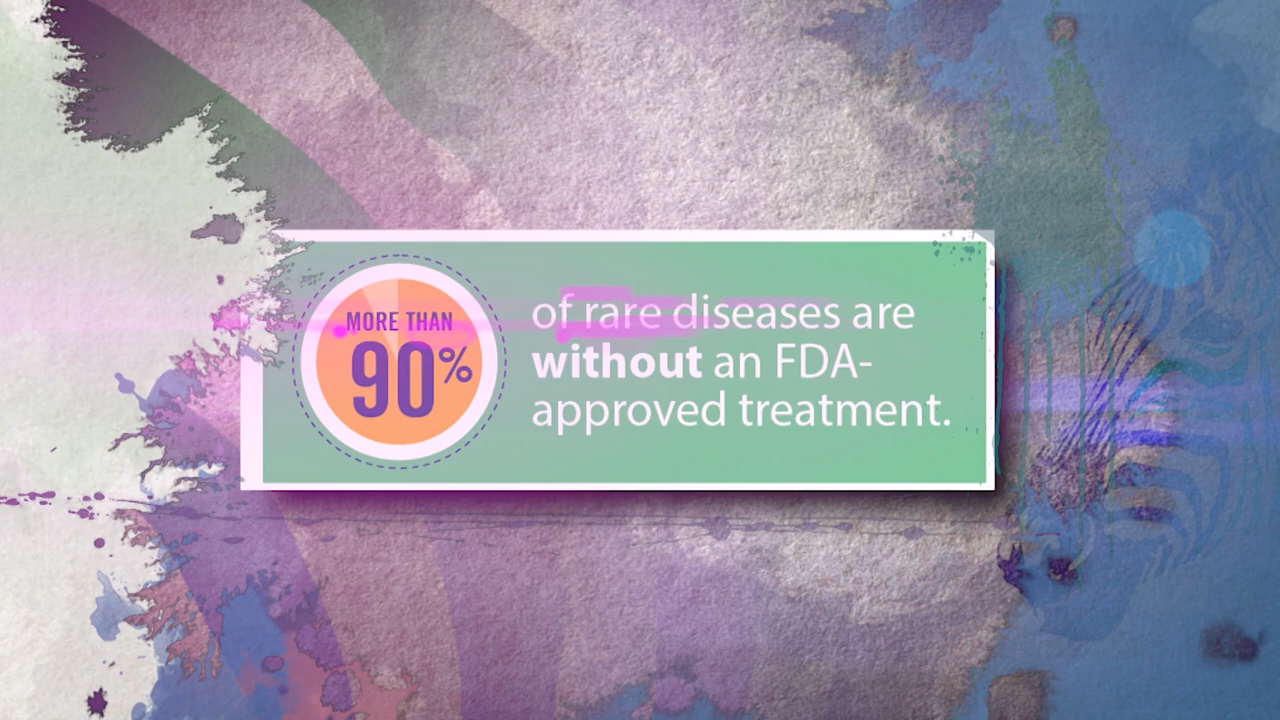 MORE THAN
90%
of rare diseases are
without an FDA-
approved treatment.